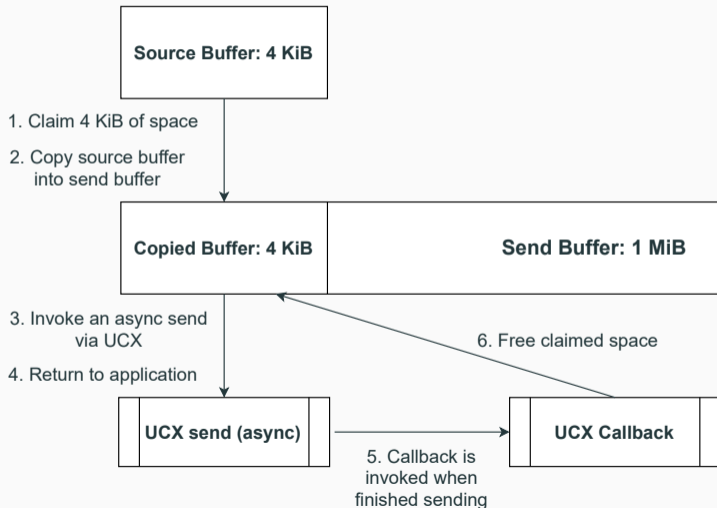 Source Buffer: 4 KiB
1. Claim 4 KiB of space
2. Copy source buffer
into send buffer
Copied Buffer: 4 KiB
Send Buffer: 1 MiB
3. Invoke an async send
via UCX
4. Return to application
6. Free claimed space
UCX send (async)
UCX Callback
5. Callback is
invoked when
finished sending